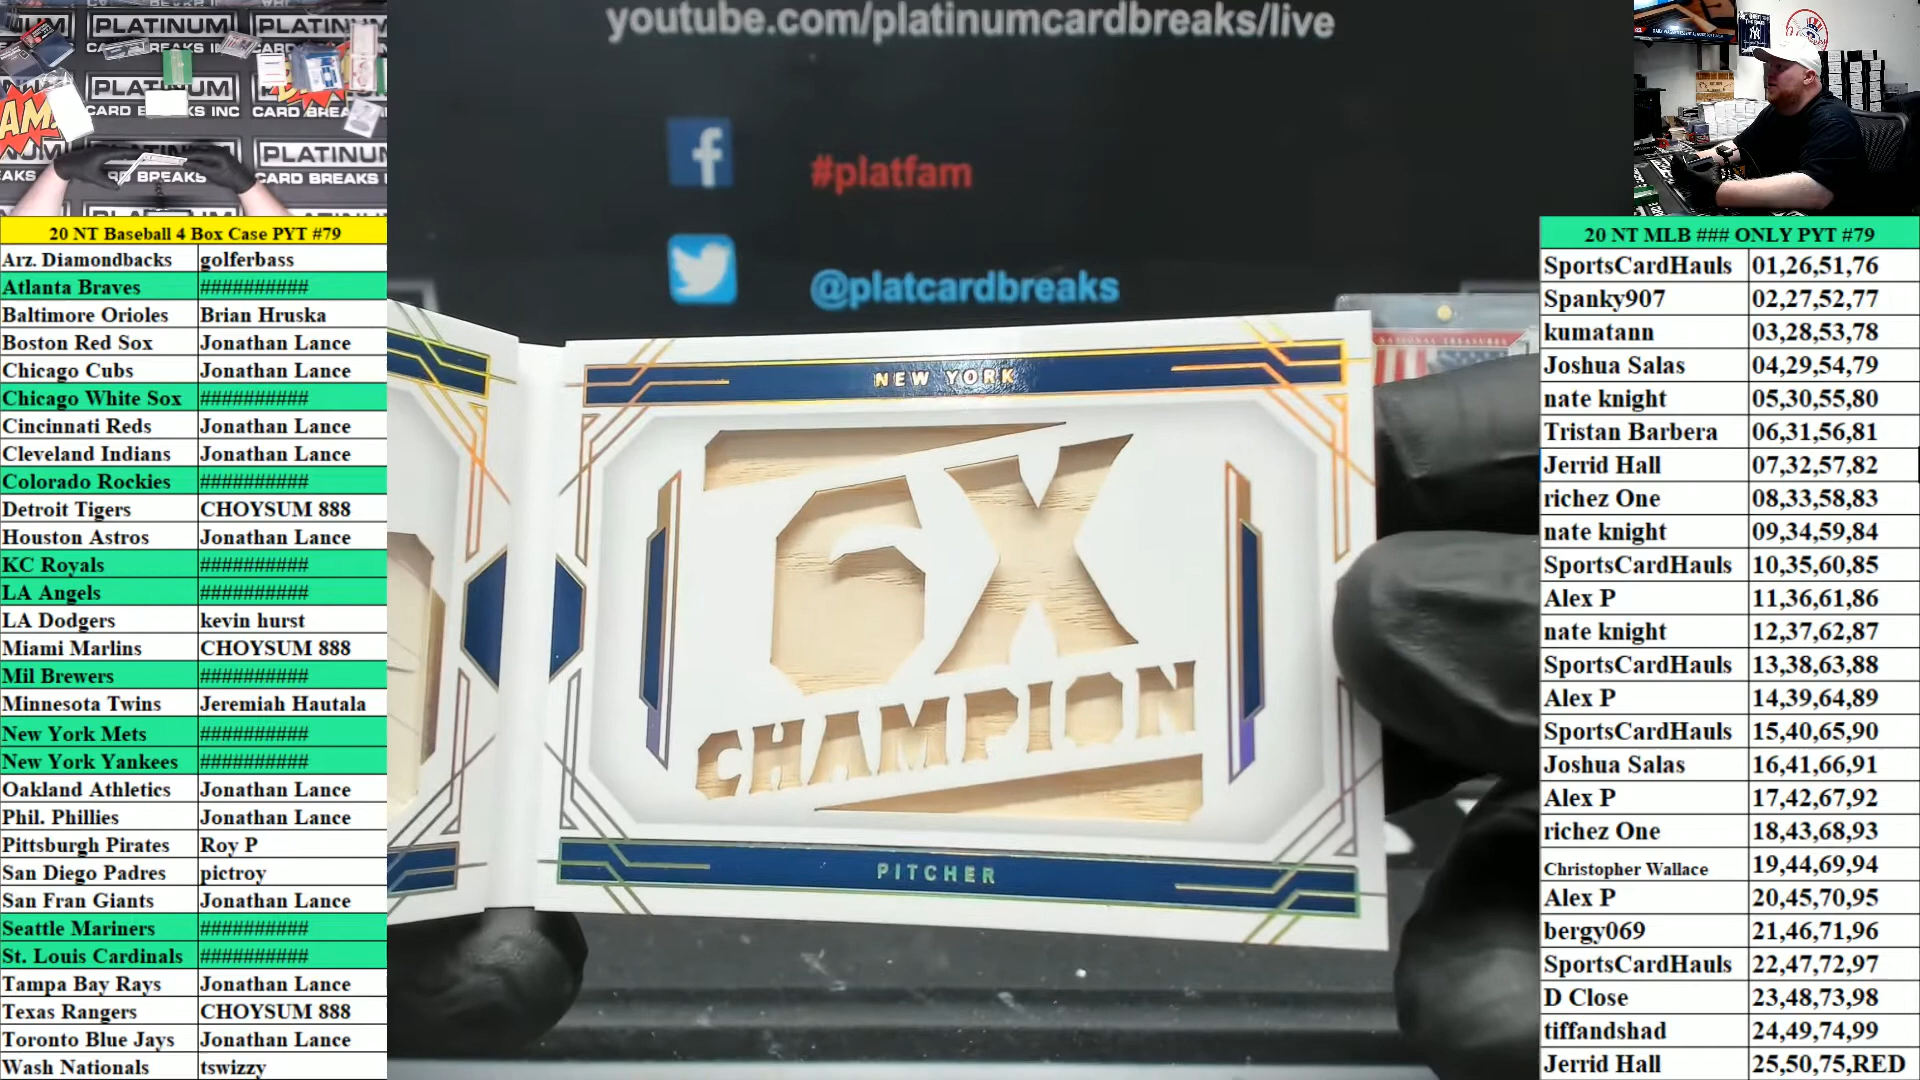 youtube.com/platinumcardbreaks/live
#platfam
@platcardbreaks
PLATINUM
CARD BREAKS INC
PLATINUM
CARD BREAKS
20 NT Baseball 4 Box Case PYT #79
Arz. Diamondbacks golferbass
Atlanta Braves ##########
Baltimore Orioles Brian Hruska
Boston Red Sox Jonathan Lance
Chicago Cubs Jonathan Lance
Chicago White Sox ##########
Cincinnati Reds Jonathan Lance
Cleveland Indians Jonathan Lance
Colorado Rockies ##########
Detroit Tigers CHOYSUM 888
Houston Astros Jonathan Lance
KC Royals ##########
LA Angels ##########
LA Dodgers kevin hurst
Miami Marlins CHOYSUM 888
Mil Brewers ##########
Minnesota Twins Jeremiah Hautala
New York Mets ##########
New York Yankees ##########
Oakland Athletics Jonathan Lance
Phil. Phillies Jonathan Lance
Pittsburgh Pirates Roy P
San Diego Padres pictroy
San Fran Giants Jonathan Lance
Seattle Mariners ##########
St. Louis Cardinals ##########
Tampa Bay Rays Jonathan Lance
Texas Rangers CHOYSUM 888
Toronto Blue Jays Jonathan Lance
Wash Nationals tswizzy
NATIONAL TREASURES
NEW YORK
6X
CHAMPION
PITCHER
20 NT MLB ### ONLY PYT #79
SportsCardHauls 01,26,51,76
Spanky907 02,27,52,77
kumatann 03,28,53,78
Joshua Salas 04,29,54,79
nate knight 05,30,55,80
Tristan Barbera 06,31,56,81
Jerrid Hall 07,32,57,82
richez One 08,33,58,83
nate knight 09,34,59,84
SportsCardHauls 10,35,60,85
Alex P 11,36,61,86
nate knight 12,37,62,87
SportsCardHauls 13,38,63,88
Alex P 14,39,64,89
SportsCardHauls 15,40,65,90
Joshua Salas 16,41,66,91
Alex P 17,42,67,92
richez One 18,43,68,93
Christopher Wallace 19,44,69,94
Alex P 20,45,70,95
bergy069 21,46,71,96
SportsCardHauls 22,47,72,97
D Close 23,48,73,98
tiffandshad 24,49,74,99
Jerrid Hall 25,50,75,RED